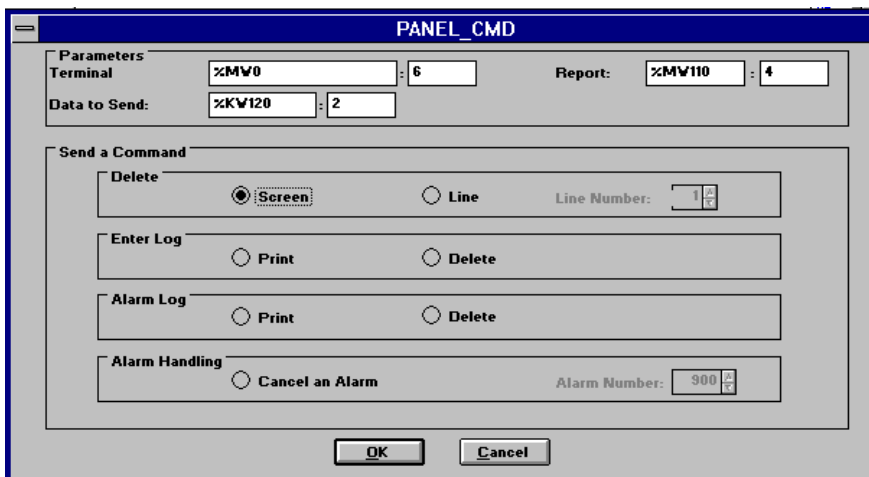 PANEL_CMD
Parameters
Terminal %MW0 : 6 Report: %MW110 : 4
Data to Send: %KW120 : 2
Send a Command
Delete
Screen Line Line Number: 1
Enter Log
Print Delete
Alarm Log
Print Delete
Alarm Handling
Cancel an Alarm Alarm Number: 900
OK Cancel